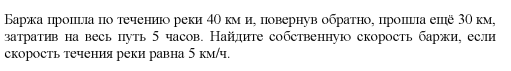 Баржа прошла по течению реки 40 км и, повернув обратно, прошла ещё 30 км,
затратив на весь путь 5 часов. Найдите собственную скорость баржи, если
скорость течения реки равна 5 км/ч.